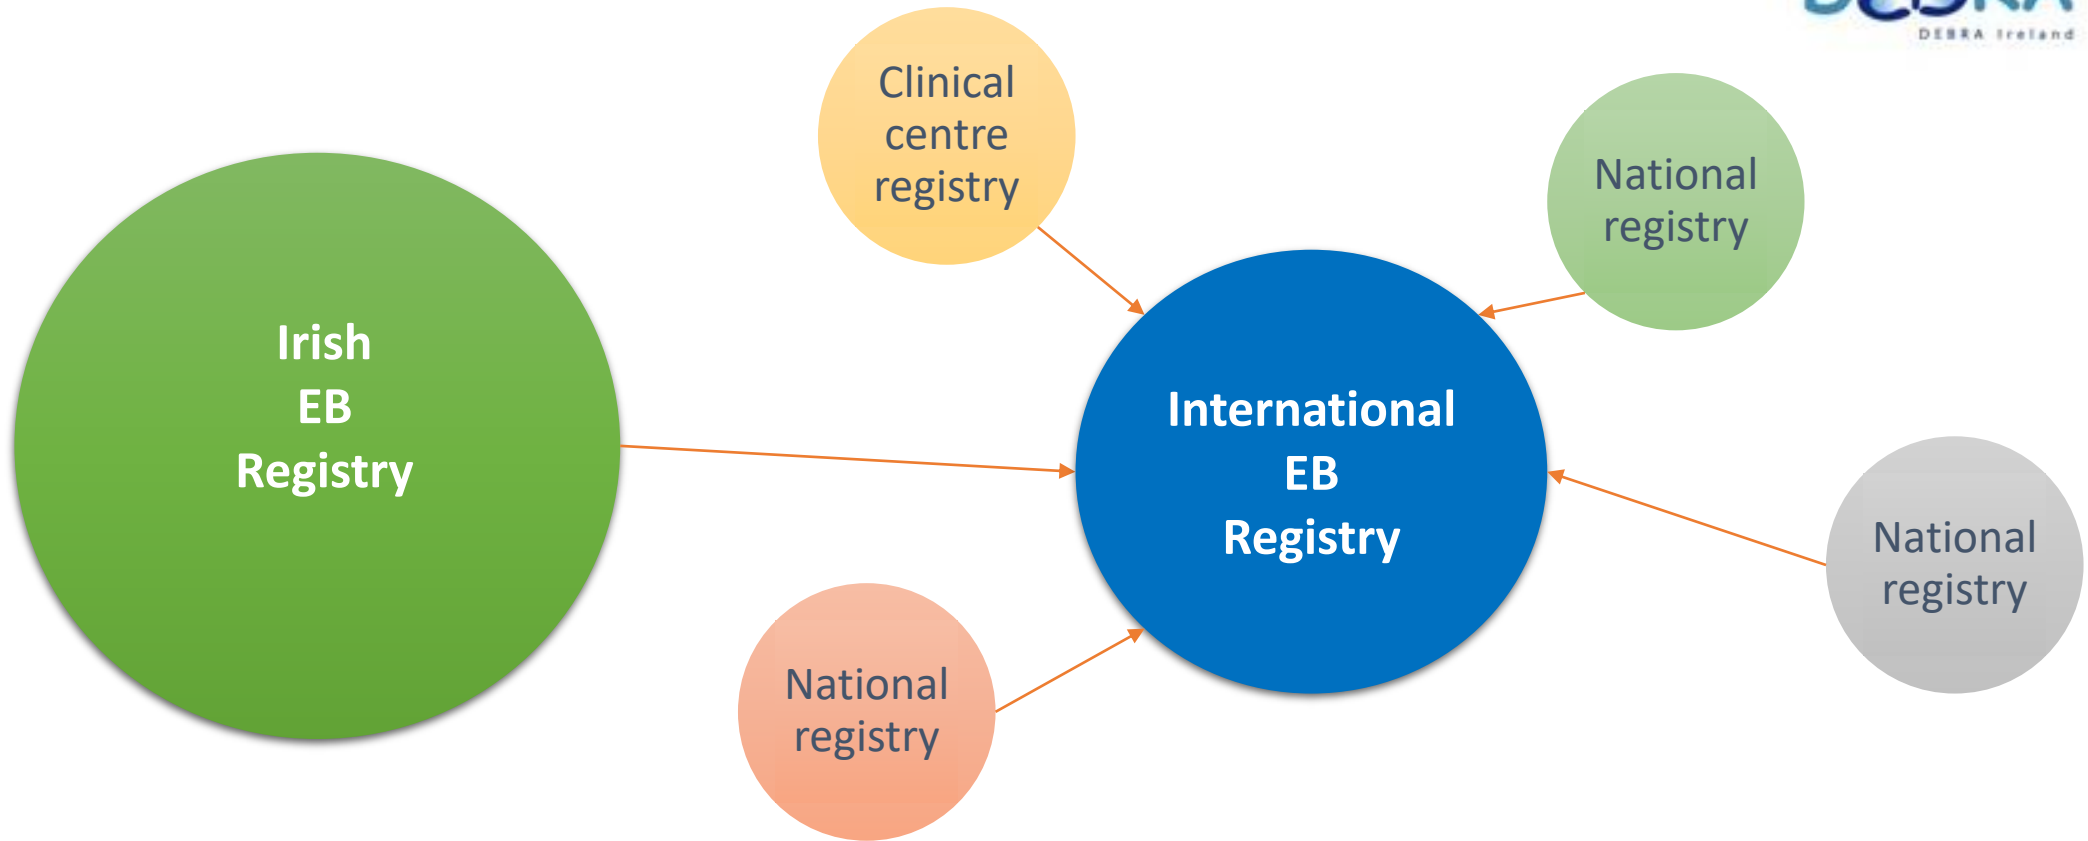 DEBRA Ireland
Clinical
centre
registry
National
registry
Irish
EB
Registry
International
EB
Registry
National
registry
National
registry